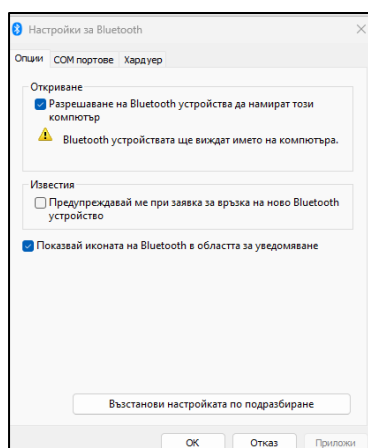 Настройки за Bluetooth
Опции COM портове Хардуер
Откриване
Разрешаване на Bluetooth устройства да намират този
компютър
Bluetooth устройствата ще виждат името на компютъра.
Известия
Предупреждавай ме при заявка за връзка на ново Bluetooth
устройство
Показвай иконата на Bluetooth в областта за уведомяване
Възстанови настройката по подразбиране
OK Отказ Приложи